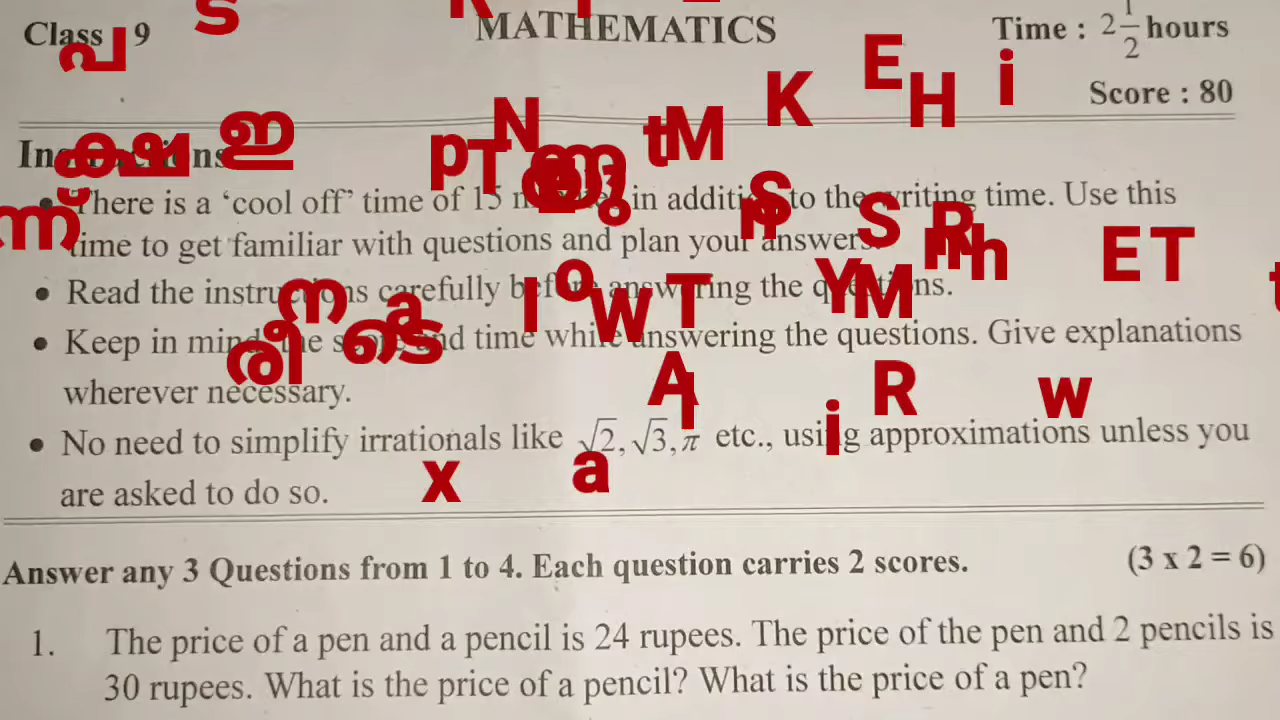 Class : 9 MATHEMATICS Time : 2 1/2 hours
Score : 80
Instructions
• There is a ‘cool off’ time of 15 in addition to the writing time. Use this
time to get familiar with questions and plan your answers.
• Read the instructions carefully before answering the questions.
• Keep in mind the score and time while answering the questions. Give explanations
wherever necessary.
• No need to simplify irrationals like √2, √3, π etc., using approximations unless you
are asked to do so.
Answer any 3 Questions from 1 to 4. Each question carries 2 scores. (3 x 2 = 6)
1. The price of a pen and a pencil is 24 rupees. The price of the pen and 2 pencils is
30 rupees. What is the price of a pencil? What is the price of a pen?